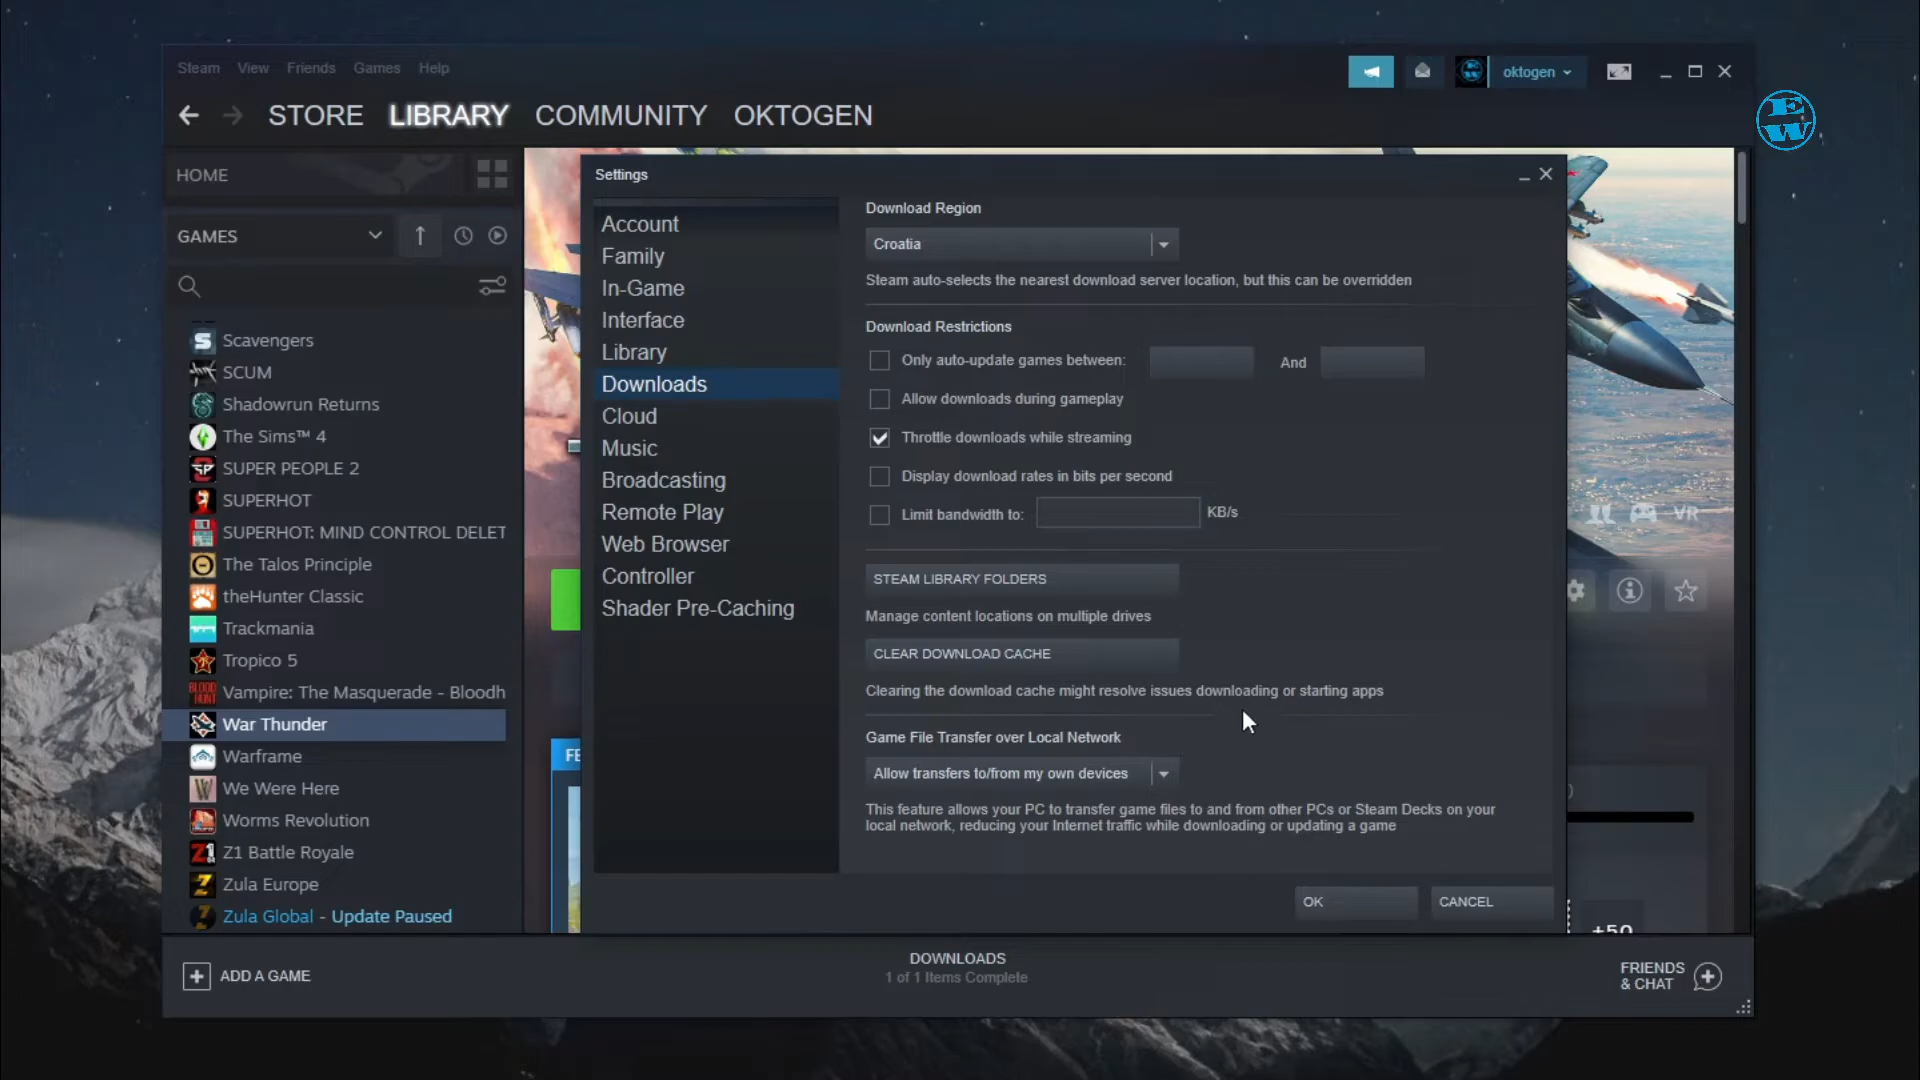 Steam View Friends Games Help
oktogen
STORE LIBRARY COMMUNITY OKTOGEN
EW
HOME
GAMES
Scavengers
SCUM
Shadowrun Returns
The Sims™ 4
SUPER PEOPLE 2
SUPERHOT
SUPERHOT: MIND CONTROL DELET
The Talos Principle
theHunter Classic
Trackmania
Tropico 5
Vampire: The Masquerade - Bloodh
War Thunder
Warframe
We Were Here
Worms Revolution
Z1 Battle Royale
Zula Europe
Zula Global - Update Paused
Settings
Account
Family
In-Game
Interface
Library
Downloads
Cloud
Music
Broadcasting
Remote Play
Web Browser
Controller
Shader Pre-Caching
Download Region
Croatia
Steam auto-selects the nearest download server location, but this can be overridden
Download Restrictions
Only auto-update games between: And
Allow downloads during gameplay
Throttle downloads while streaming
Display download rates in bits per second
Limit bandwidth to: KB/s
STEAM LIBRARY FOLDERS
Manage content locations on multiple drives
CLEAR DOWNLOAD CACHE
Clearing the download cache might resolve issues downloading or starting apps
Game File Transfer over Local Network
Allow transfers to/from my own devices
This feature allows your PC to transfer game files to and from other PCs or Steam Decks on your
local network, reducing your Internet traffic while downloading or updating a game
OK CANCEL
VR
FE
+50
ADD A GAME
DOWNLOADS
1 of 1 Items Complete
FRIENDS
& CHAT